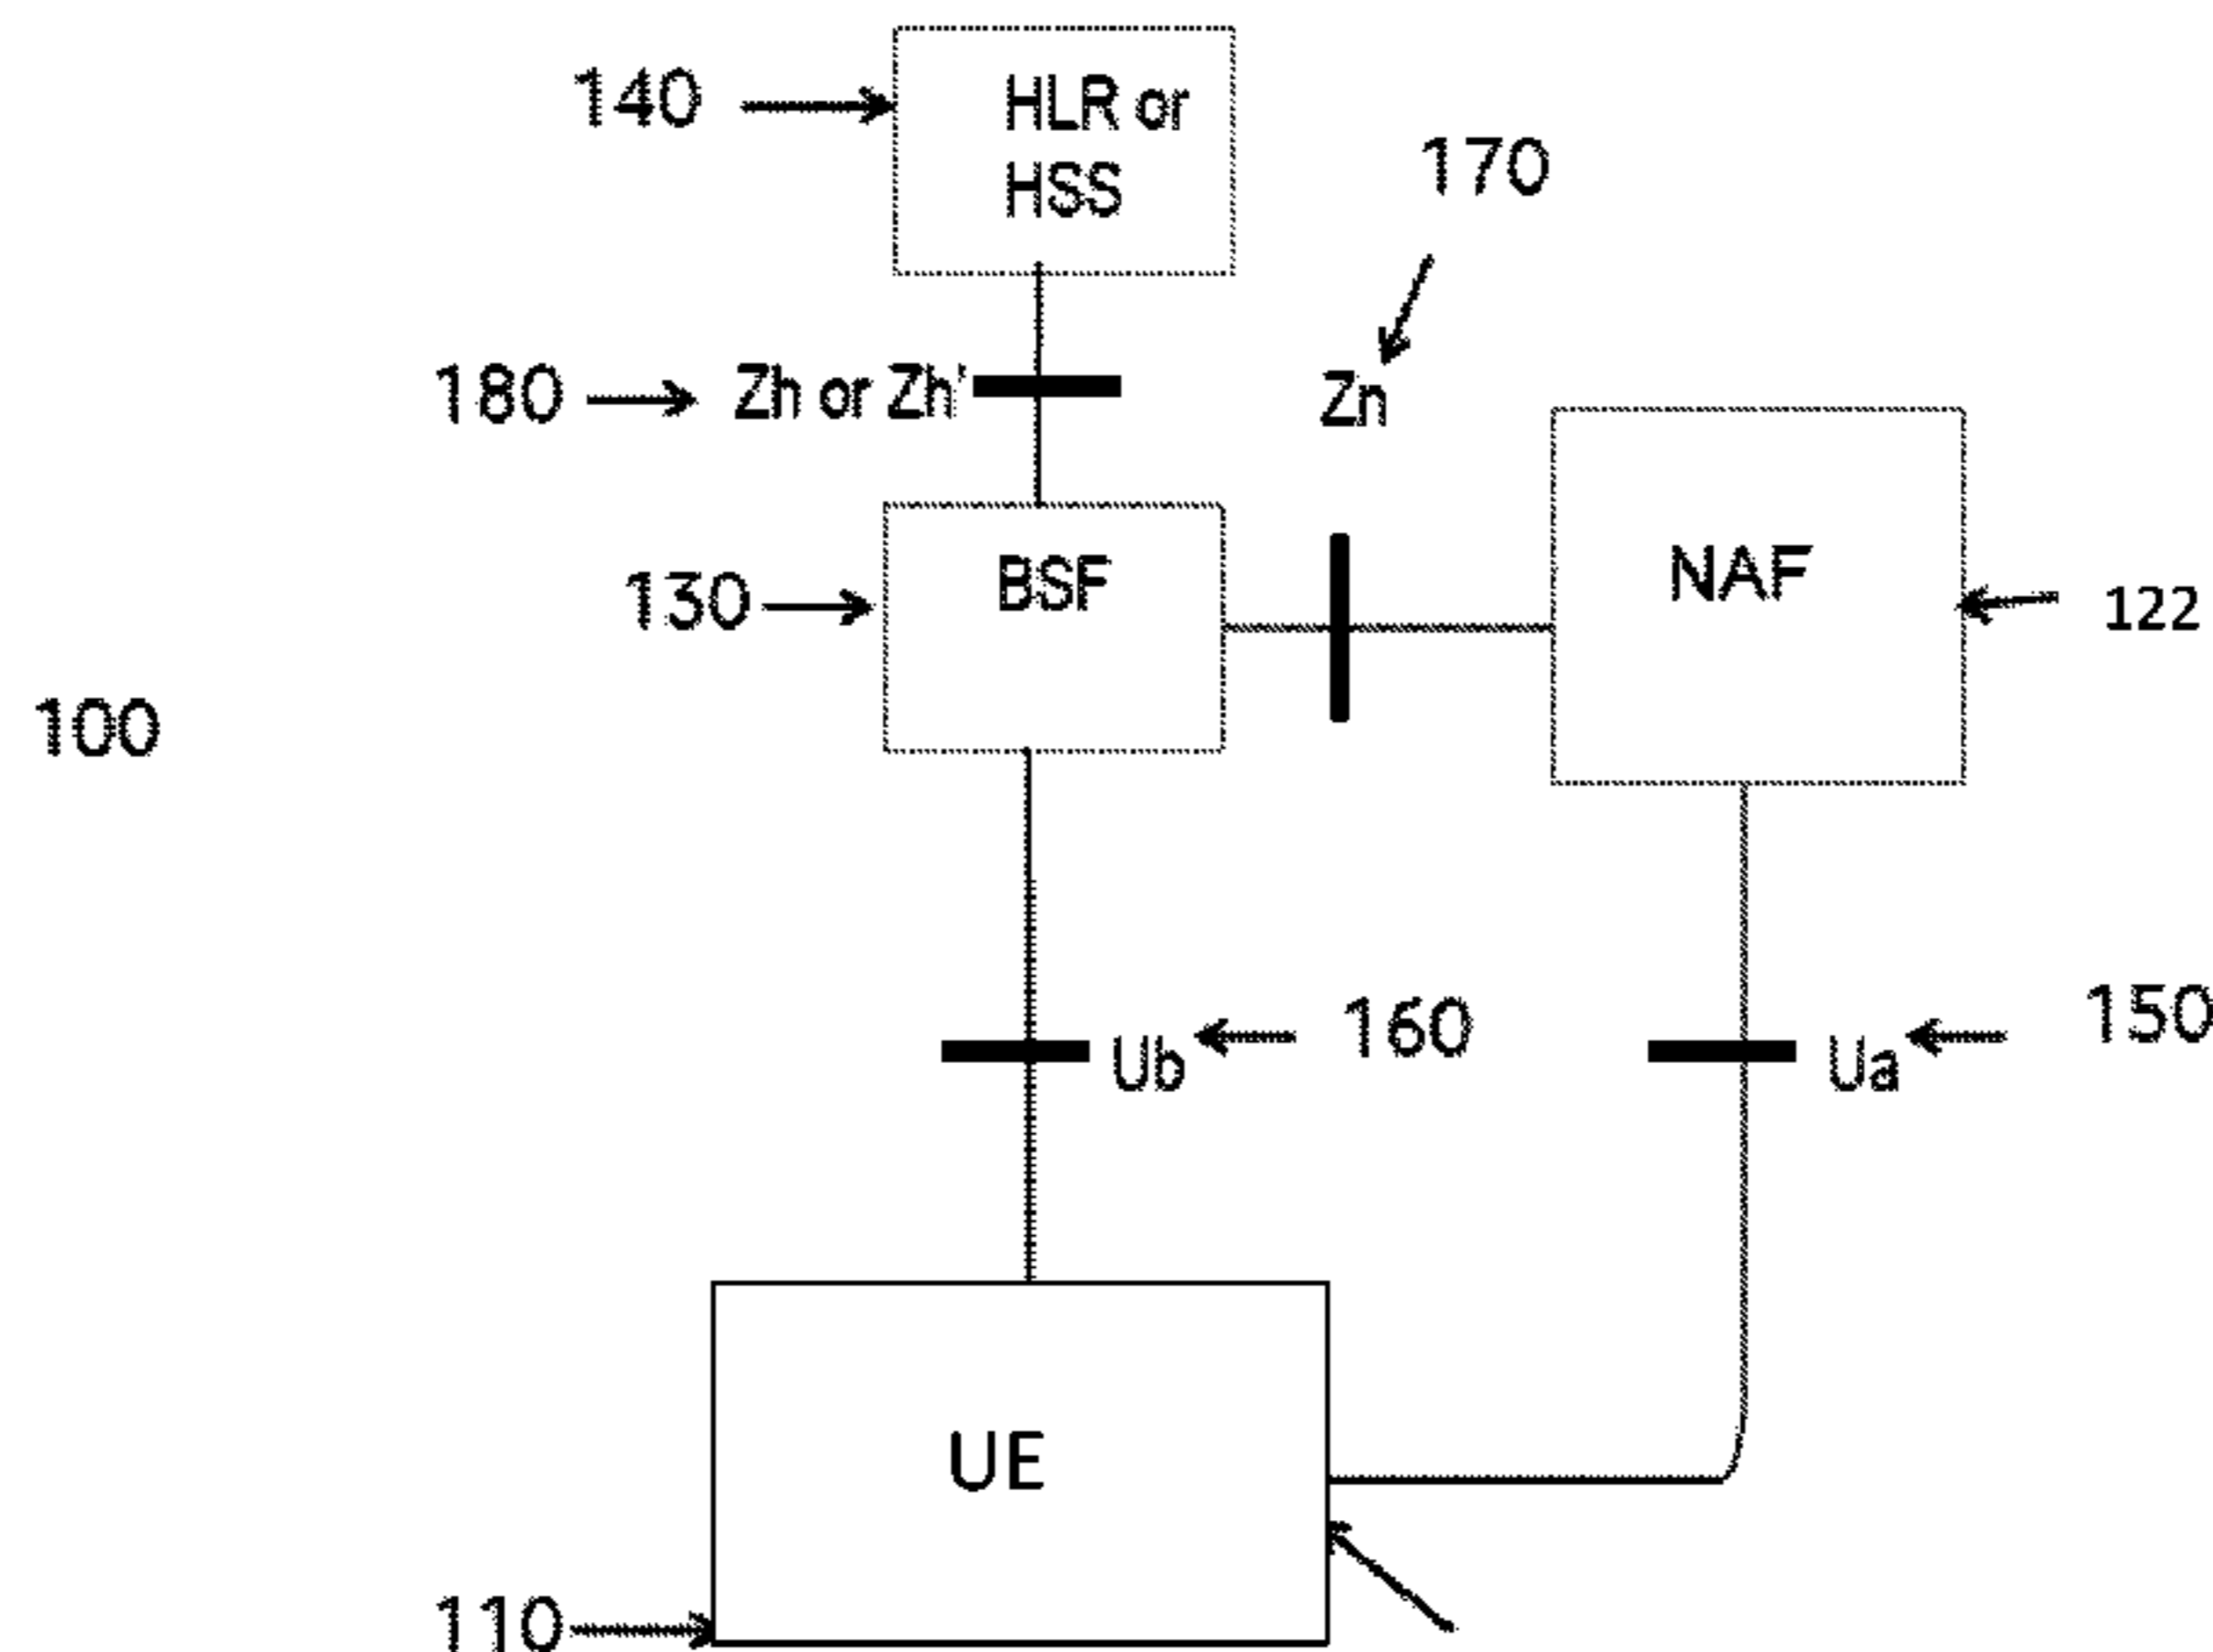 140
HLR or
HSS
170
180
Zh or Zh'
Zn
130
BSF
NAF
122
100
Ub
160
Ua
150
UE
110